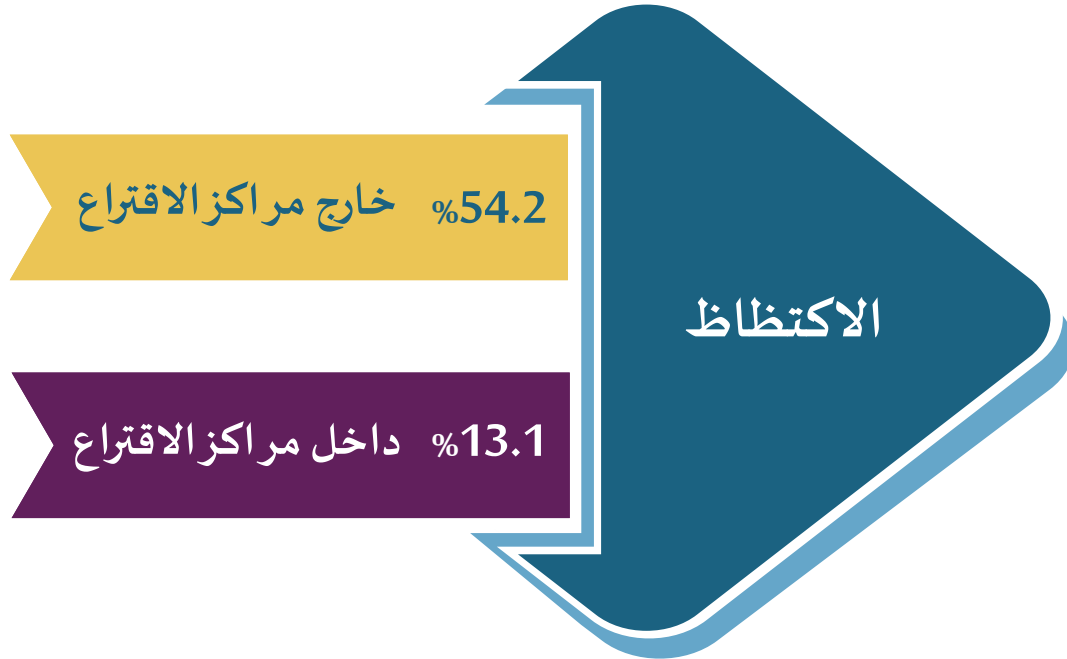 الاكتظاظ
%54.2 خارج مراكز الاقتراع
%13.1 داخل مراكز الاقتراع